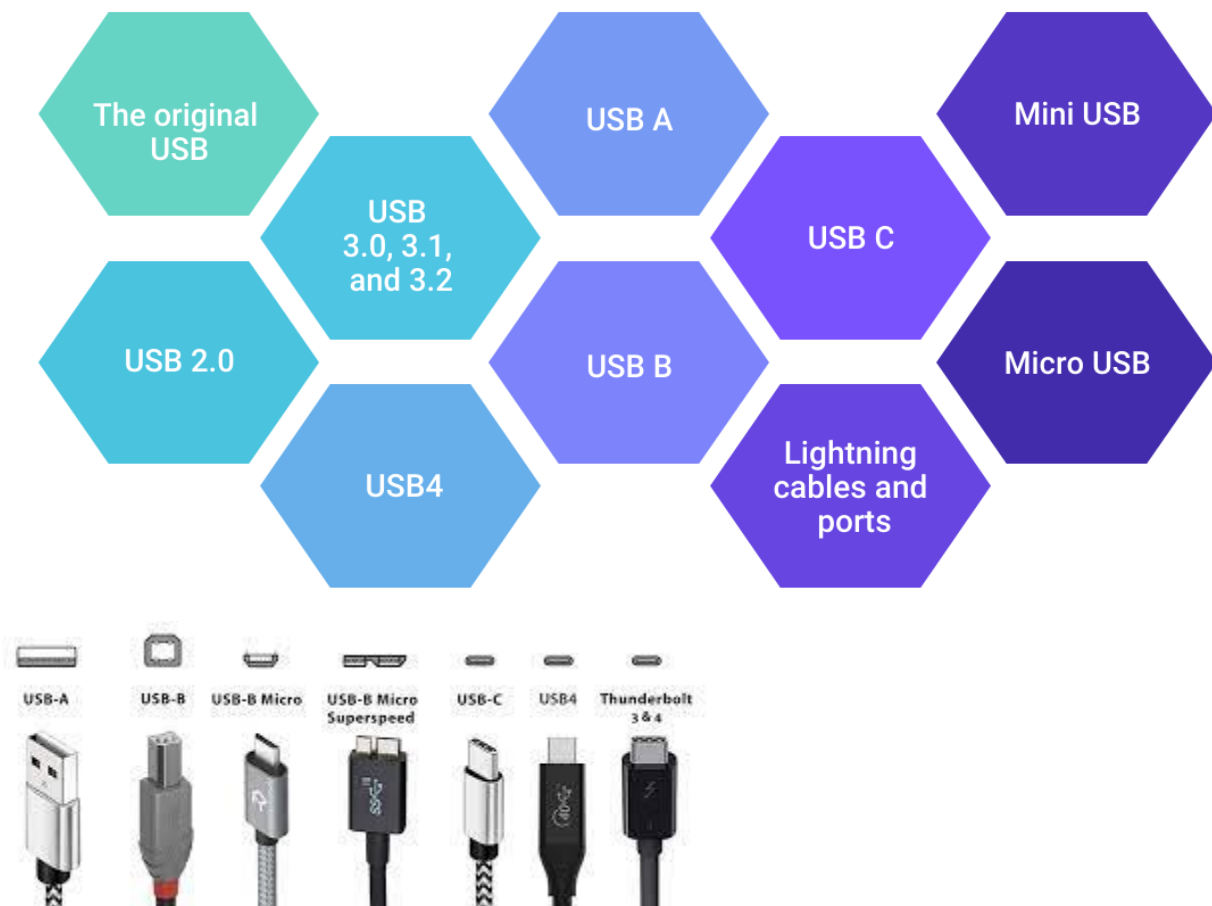 The original
USB
USB A
Mini USB
USB
3.0, 3.1,
and 3.2
USB C
USB 2.0
USB B
Micro USB
USB4
Lightning
cables and
ports
USB-A
USB-B
USB-B Micro
USB-B Micro
Superspeed
USB-C
USB4
Thunderbolt
3 & 4
SS
40